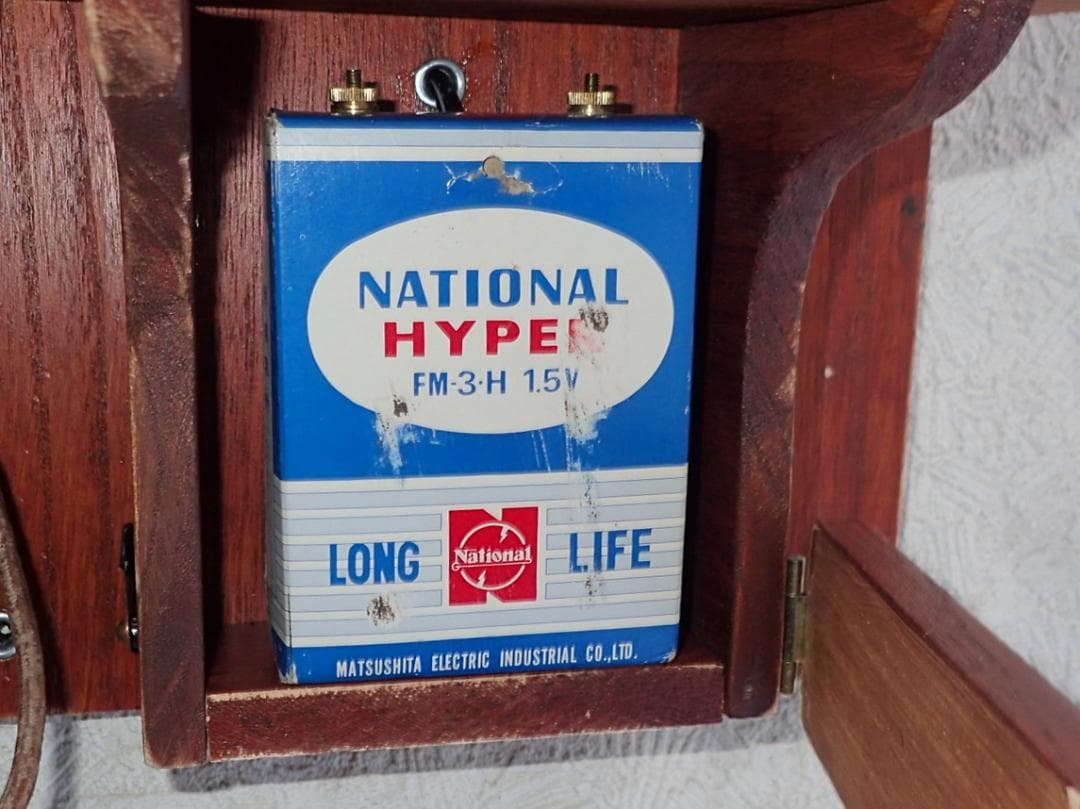 NATIONAL
HYPER
FM-3·H 1.5V
LONG National LIFE
MATSUSHITA ELECTRIC INDUSTRIAL CO.,LTD.